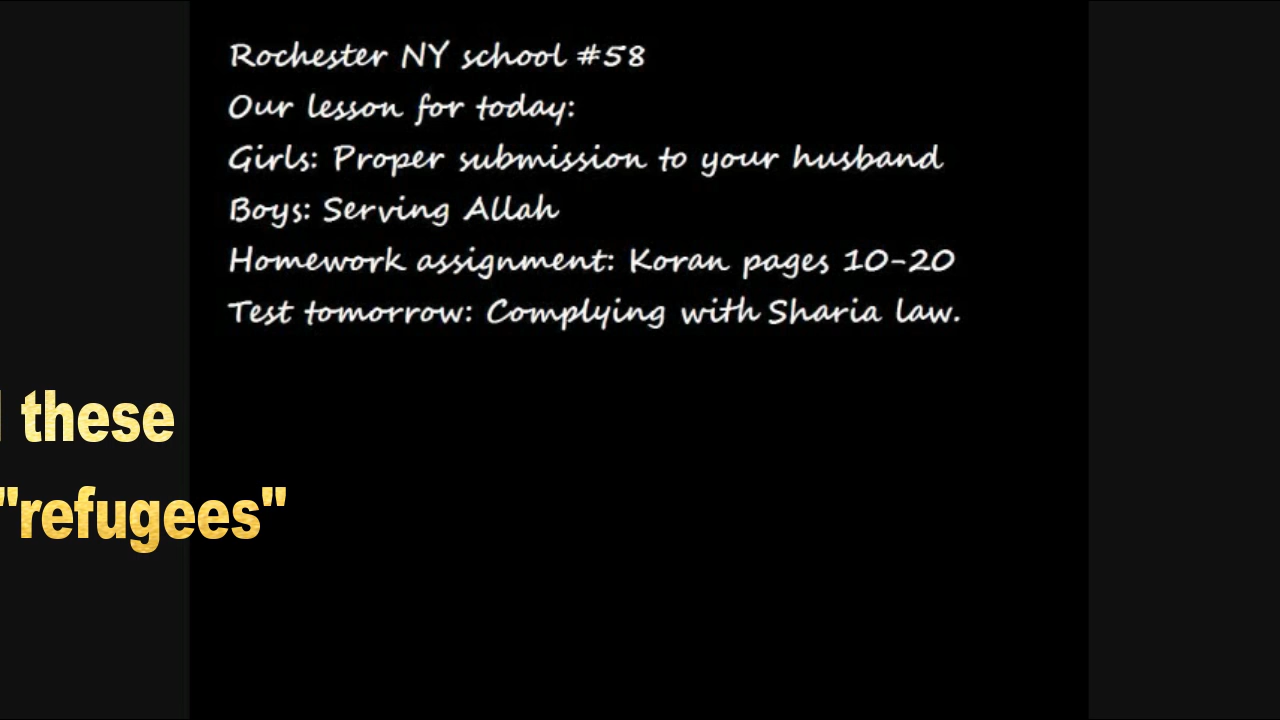 Rochester NY school #58
Our lesson for today:
Girls: Proper submission to your husband
Boys: Serving Allah
Homework assignment: Koran pages 10-20
Test tomorrow: Complying with Sharia law.
these
"refugees"